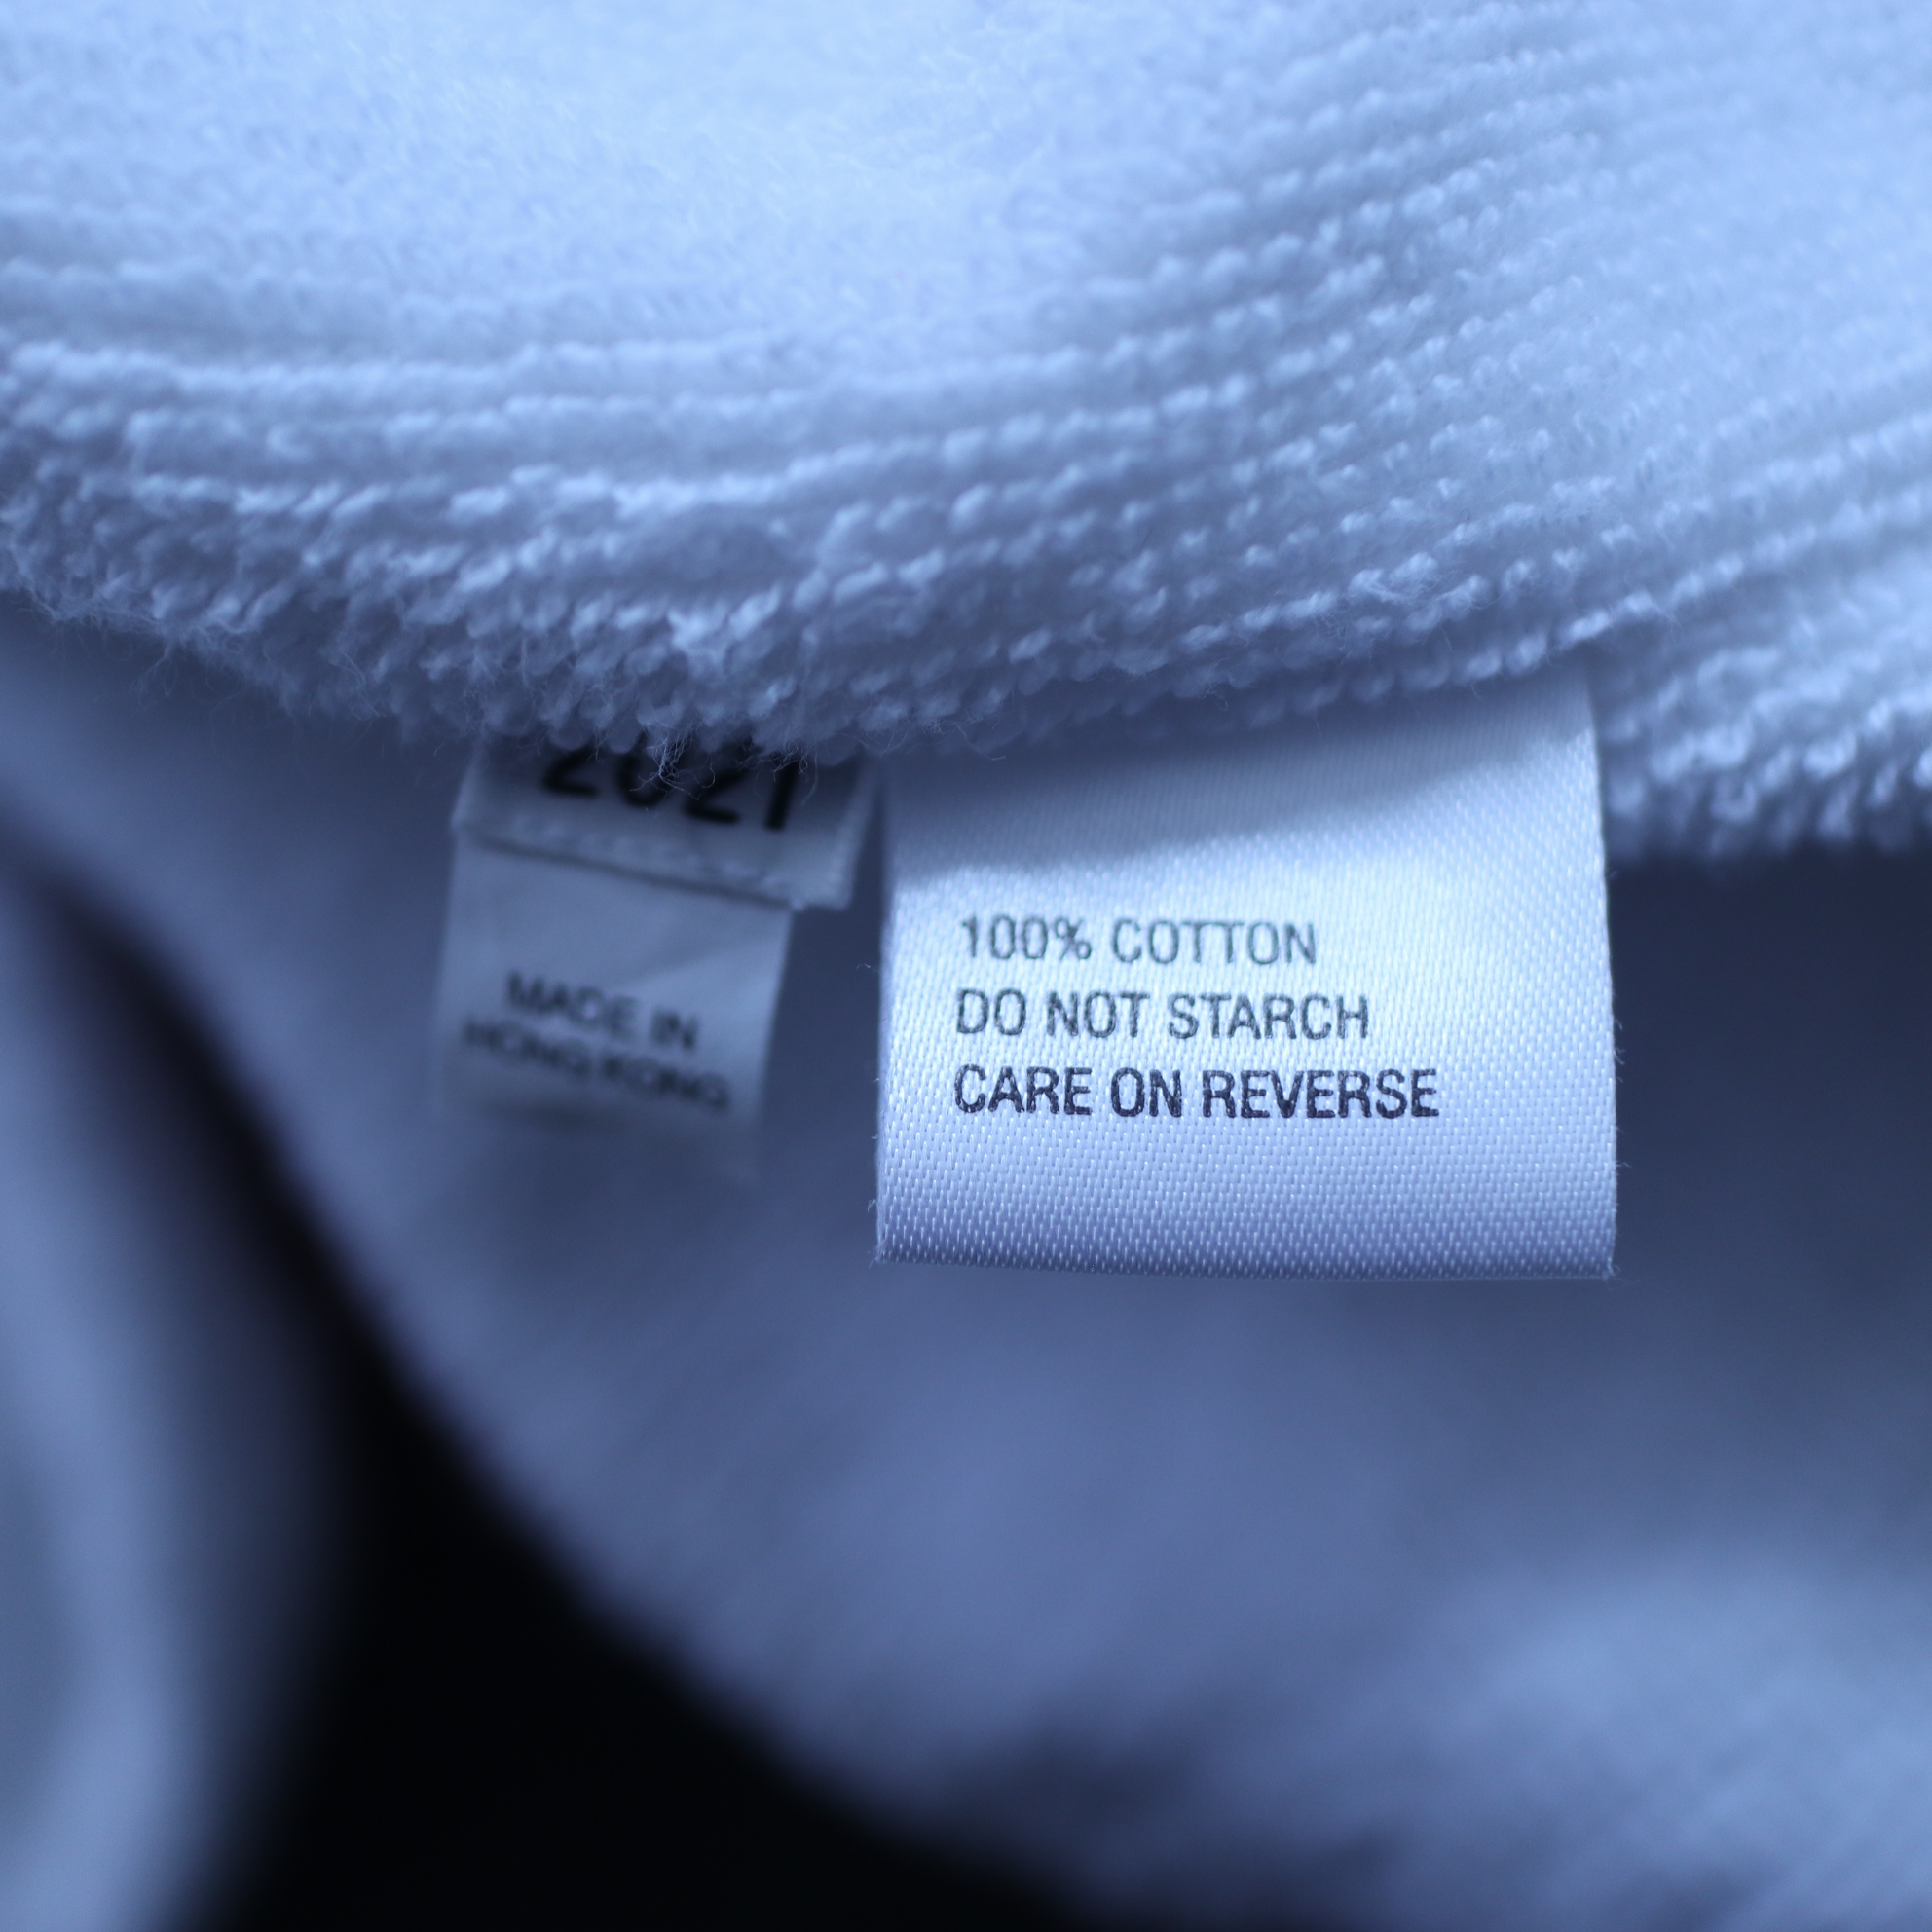 2021
MADE IN
HONG KONG
100% COTTON
DO NOT STARCH
CARE ON REVERSE